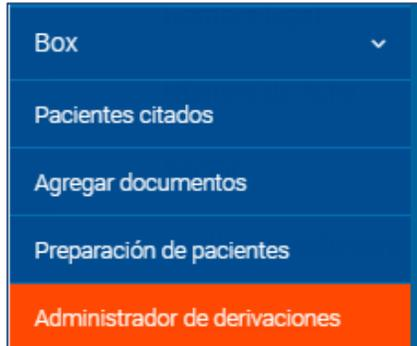 Box
Pacientes citados
Agregar documentos
Preparación de pacientes
Administrador de derivaciones